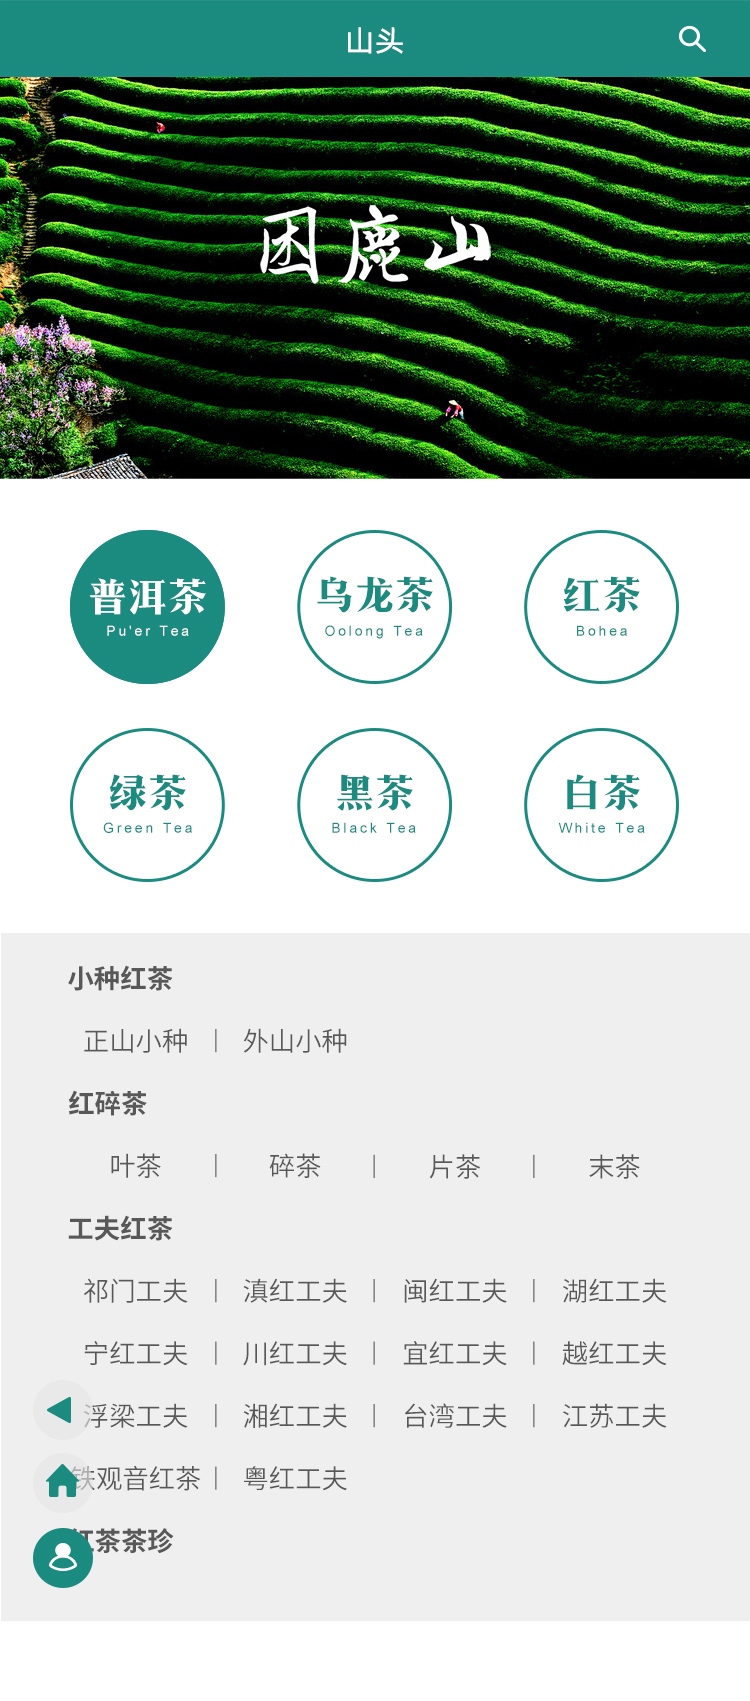 山头
困鹿山
普洱茶
Pu'er Tea
乌龙茶
Oolong Tea
红茶
Bohea
绿茶
Green Tea
黑茶
Black Tea
白茶
White Tea
小种红茶
正山小种 | 外山小种
红碎茶
叶茶 | 碎茶 | 片茶 | 末茶
工夫红茶
祁门工夫 | 滇红工夫 | 闽红工夫 | 湖红工夫
宁红工夫 | 川红工夫 | 宜红工夫 | 越红工夫
浮梁工夫 | 湘红工夫 | 台湾工夫 | 江苏工夫
铁观音红茶 | 粤红工夫
红茶茶珍